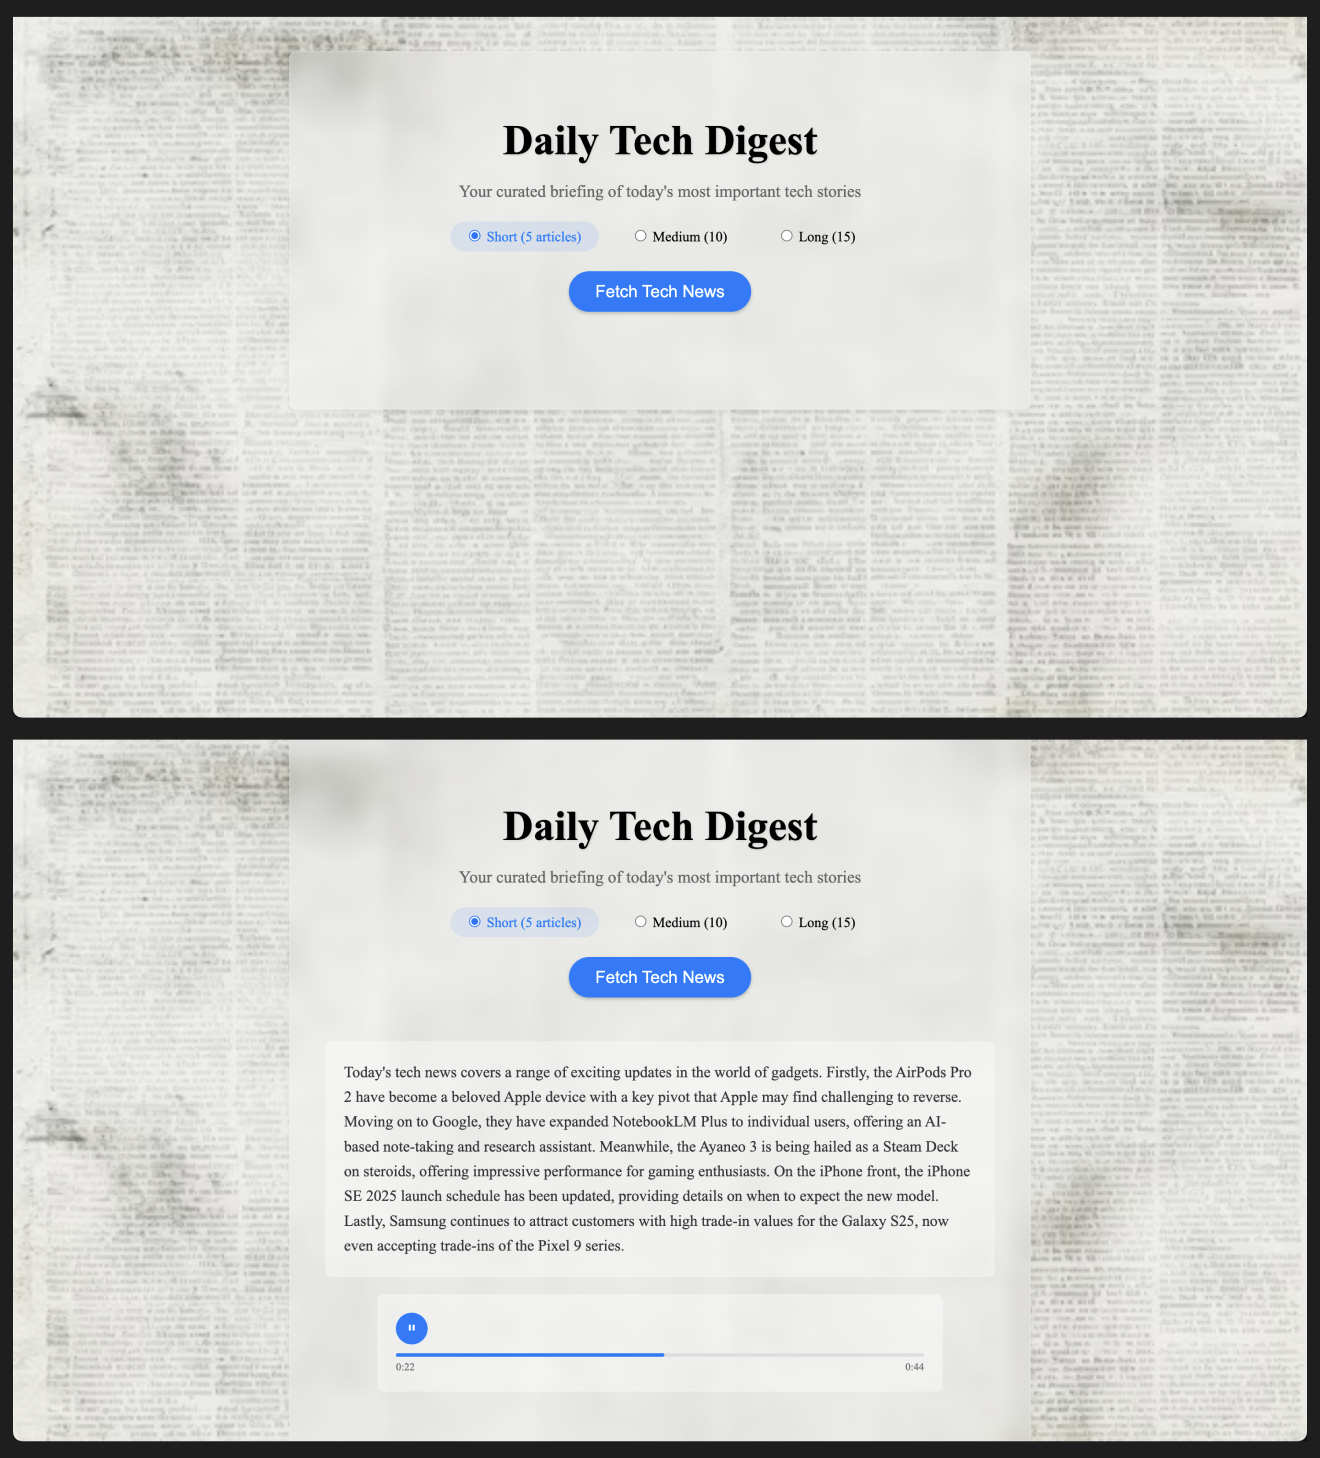 Daily Tech Digest
Your curated briefing of today's most important tech stories
Short (5 articles) Medium (10) Long (15)
Fetch Tech News
Daily Tech Digest
Your curated briefing of today's most important tech stories
Short (5 articles) Medium (10) Long (15)
Fetch Tech News
Today's tech news covers a range of exciting updates in the world of gadgets. Firstly, the AirPods Pro
2 have become a beloved Apple device with a key pivot that Apple may find challenging to reverse.
Moving on to Google, they have expanded NotebookLM Plus to individual users, offering an AI-
based note-taking and research assistant. Meanwhile, the Ayaneo 3 is being hailed as a Steam Deck
on steroids, offering impressive performance for gaming enthusiasts. On the iPhone front, the iPhone
SE 2025 launch schedule has been updated, providing details on when to expect the new model.
Lastly, Samsung continues to attract customers with high trade-in values for the Galaxy S25, now
even accepting trade-ins of the Pixel 9 series.
0:22 0:44